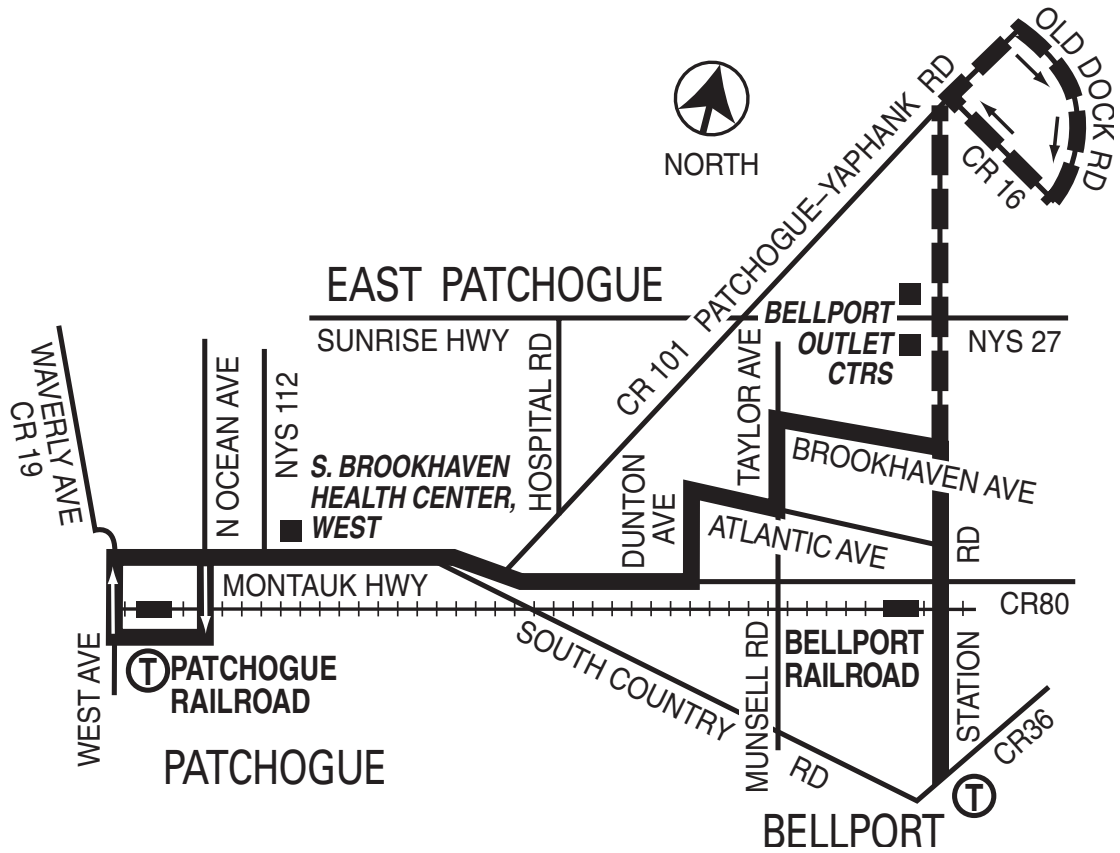 OLD DOCK RD
NORTH
CR 16
CR 101 PATCHOGUE–YAPHANK RD
EAST PATCHOGUE
SUNRISE HWY
BELLPORT
OUTLET
CTRS
NYS 27
WAVERLY AVE
CR 19
N OCEAN AVE
NYS 112
HOSPITAL RD
TAYLOR AVE
S. BROOKHAVEN
HEALTH CENTER,
WEST
DUNTON
AVE
BROOKHAVEN AVE
ATLANTIC AVE
MONTAUK HWY
CR80
WEST AVE
T
PATCHOGUE
RAILROAD
SOUTH COUNTRY RD
MUNSELL RD
BELLPORT
RAILROAD
STATION RD
CR36
PATCHOGUE
T
BELLPORT